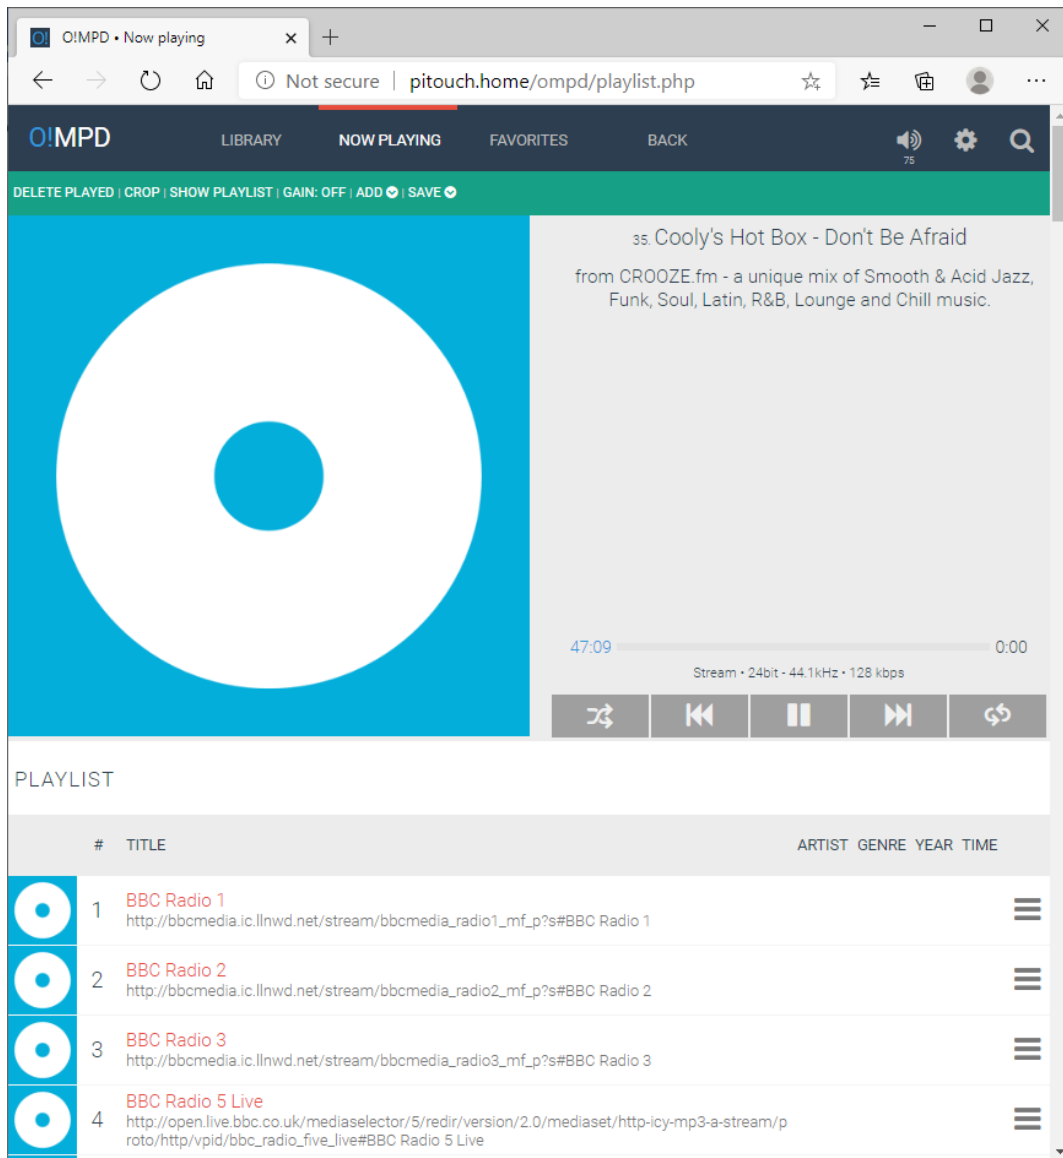 O! O!MPD • Now playing
Not secure | pitouch.home/ompd/playlist.php
O!MPD LIBRARY NOW PLAYING FAVORITES BACK
75
DELETE PLAYED | CROP | SHOW PLAYLIST | GAIN: OFF | ADD | SAVE
35. Cooly's Hot Box - Don't Be Afraid
from CROOZE.fm - a unique mix of Smooth & Acid Jazz,
Funk, Soul, Latin, R&B, Lounge and Chill music.
47:09 0:00
Stream • 24bit - 44.1kHz • 128 kbps
PLAYLIST
# TITLE ARTIST GENRE YEAR TIME
1 BBC Radio 1
http://bbcmedia.ic.llnwd.net/stream/bbcmedia_radio1_mf_p?s#BBC Radio 1
2 BBC Radio 2
http://bbcmedia.ic.llnwd.net/stream/bbcmedia_radio2_mf_p?s#BBC Radio 2
3 BBC Radio 3
http://bbcmedia.ic.llnwd.net/stream/bbcmedia_radio3_mf_p?s#BBC Radio 3
4 BBC Radio 5 Live
http://open.live.bbc.co.uk/mediaselector/5/redir/version/2.0/mediaset/http-icy-mp3-a-stream/p
roto/http/vpid/bbc_radio_five_live#BBC Radio 5 Live